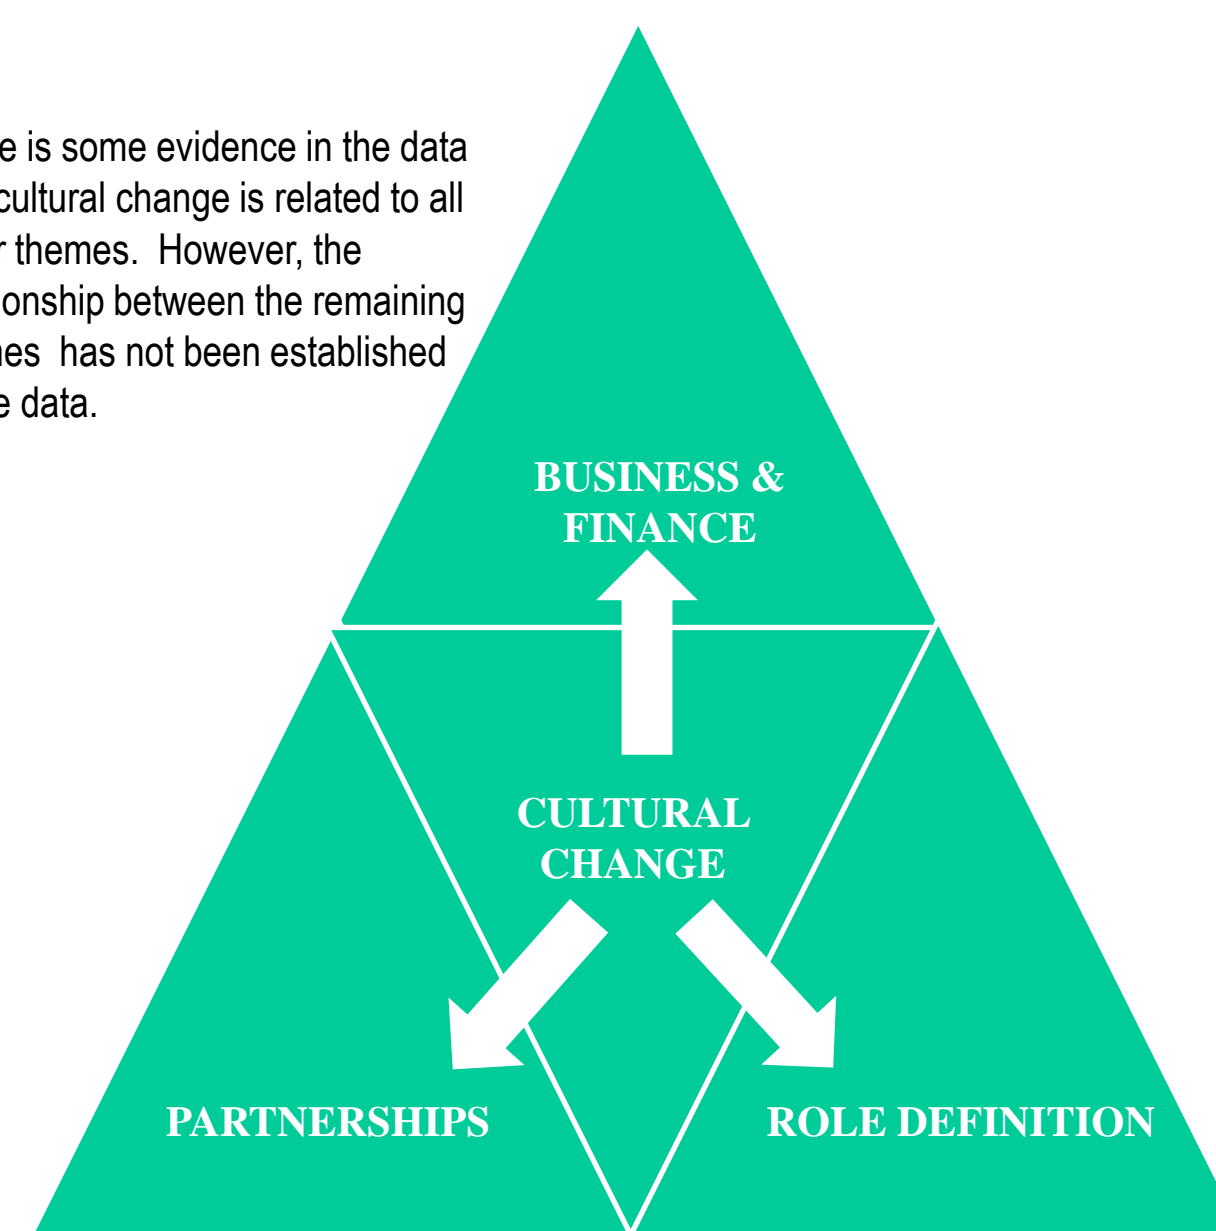 e is some evidence in the data
cultural change is related to all
r themes.  However, the
onship between the remaining
nes  has not been established
e data.
BUSINESS &
FINANCE
CULTURAL
CHANGE
PARTNERSHIPS
ROLE DEFINITION